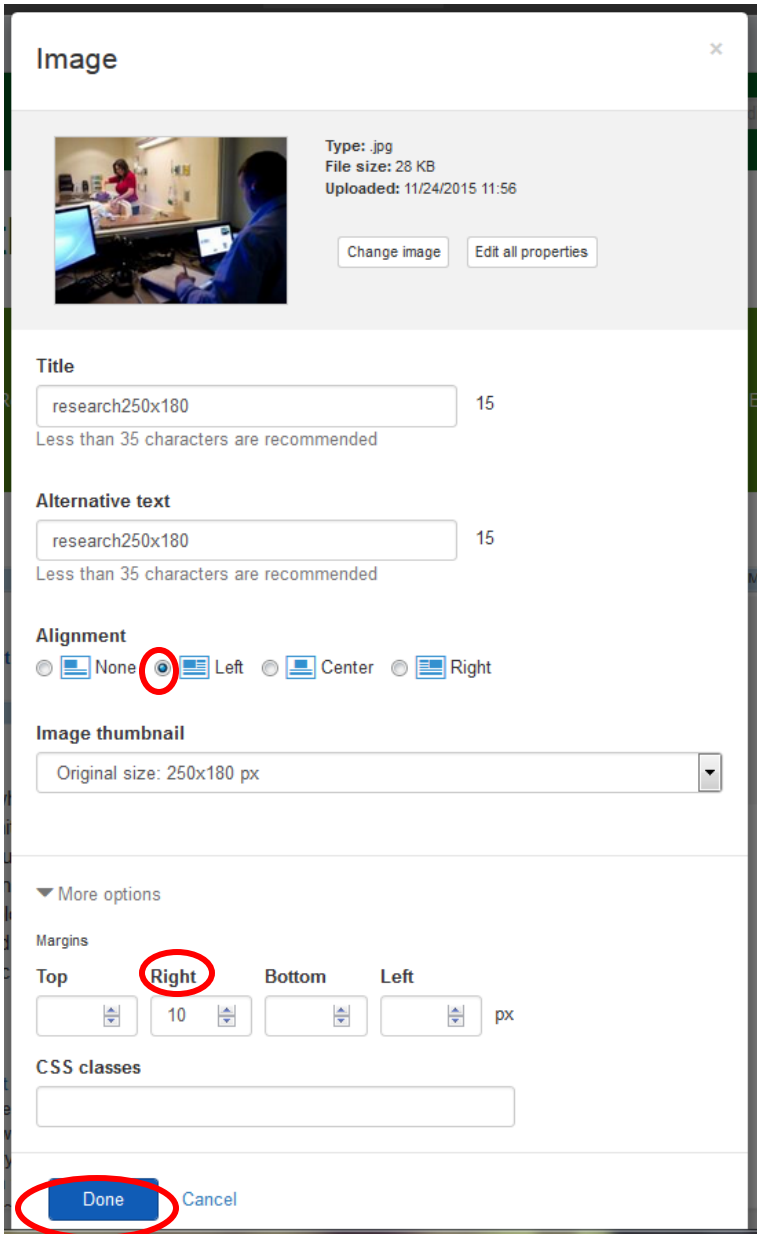 Image ×
Type: .jpg
File size: 28 KB
Uploaded: 11/24/2015 11:56
Change image Edit all properties
Title
research250x180 15
Less than 35 characters are recommended
Alternative text
research250x180 15
Less than 35 characters are recommended
Alignment
None Left Center Right
Image thumbnail
Original size: 250x180 px
More options
Margins
Top Right Bottom Left
10 px
CSS classes
Done Cancel